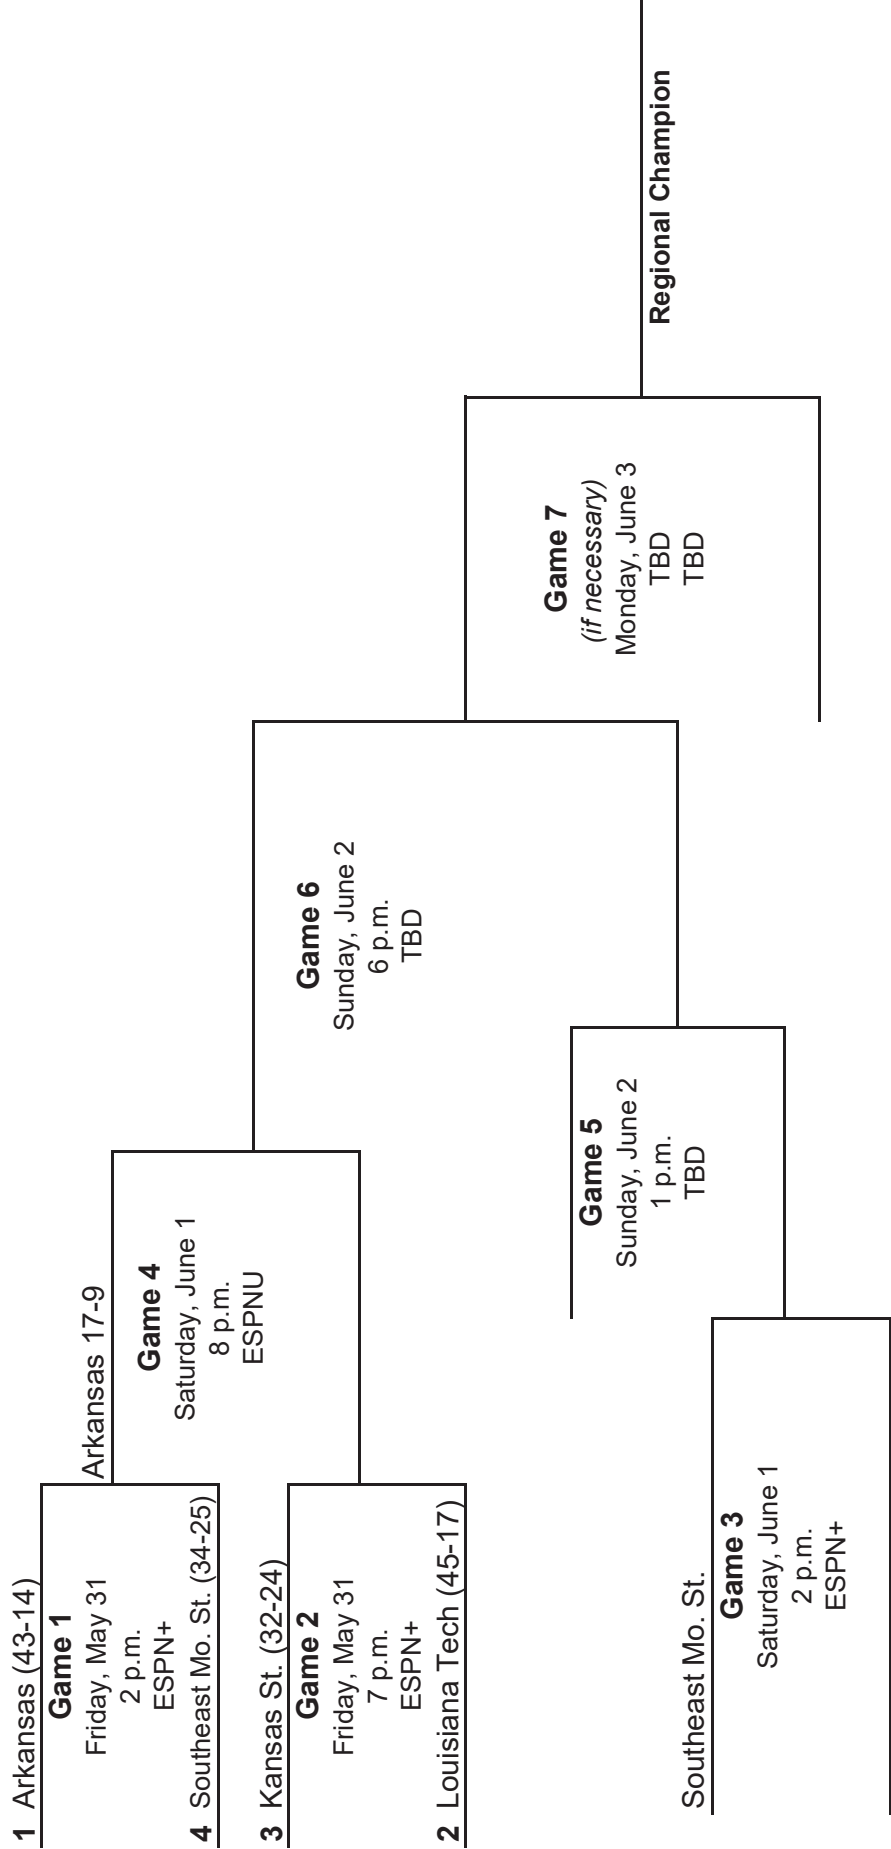 1 Arkansas (43-14)
Game 1
Friday, May 31
2 p.m.
ESPN+
4 Southeast Mo. St. (34-25)
3 Kansas St. (32-24)
Game 2
Friday, May 31
7 p.m.
ESPN+
2 Louisiana Tech (45-17)
Southeast Mo. St.
Game 3
Saturday, June 1
2 p.m.
ESPN+
Arkansas 17-9
Game 4
Saturday, June 1
8 p.m.
ESPNU
Game 5
Sunday, June 2
1 p.m.
TBD
Game 6
Sunday, June 2
6 p.m.
TBD
Game 7
(if necessary)
Monday, June 3
TBD
TBD
Regional Champion